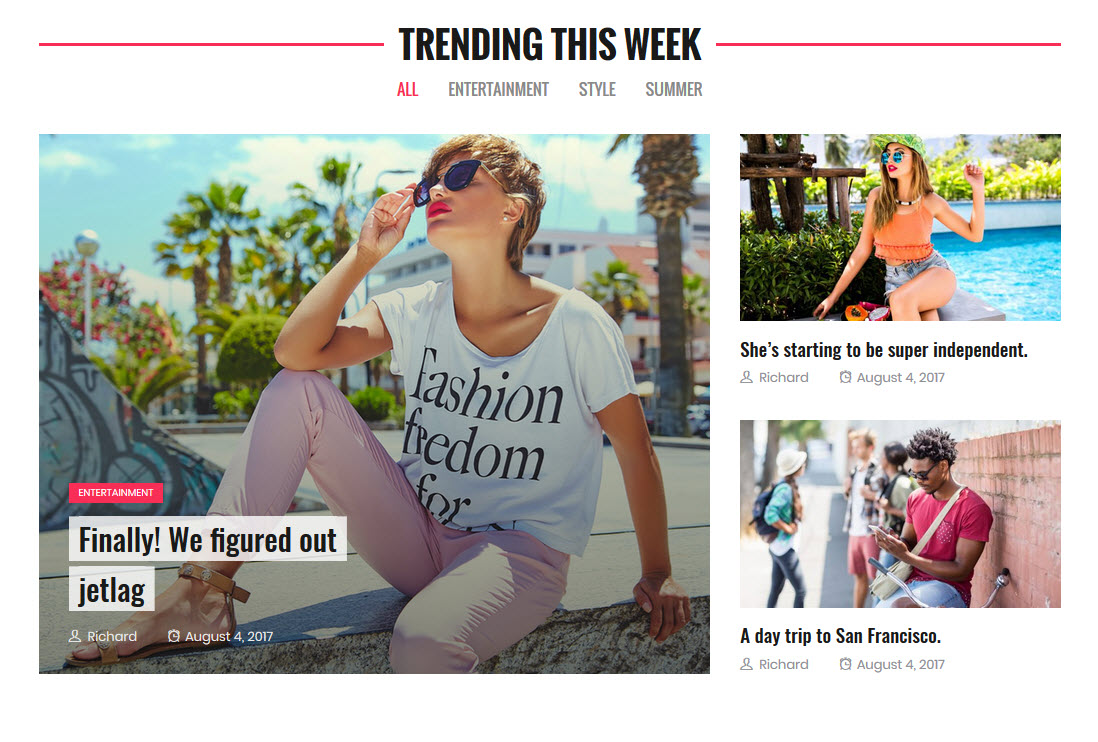 TRENDING THIS WEEK
ALL ENTERTAINMENT STYLE SUMMER
Fashion
freedom
for
ENTERTAINMENT
Finally! We figured out
jetlag
Richard August 4, 2017
She's starting to be super independent.
Richard August 4, 2017
A day trip to San Francisco.
Richard August 4, 2017